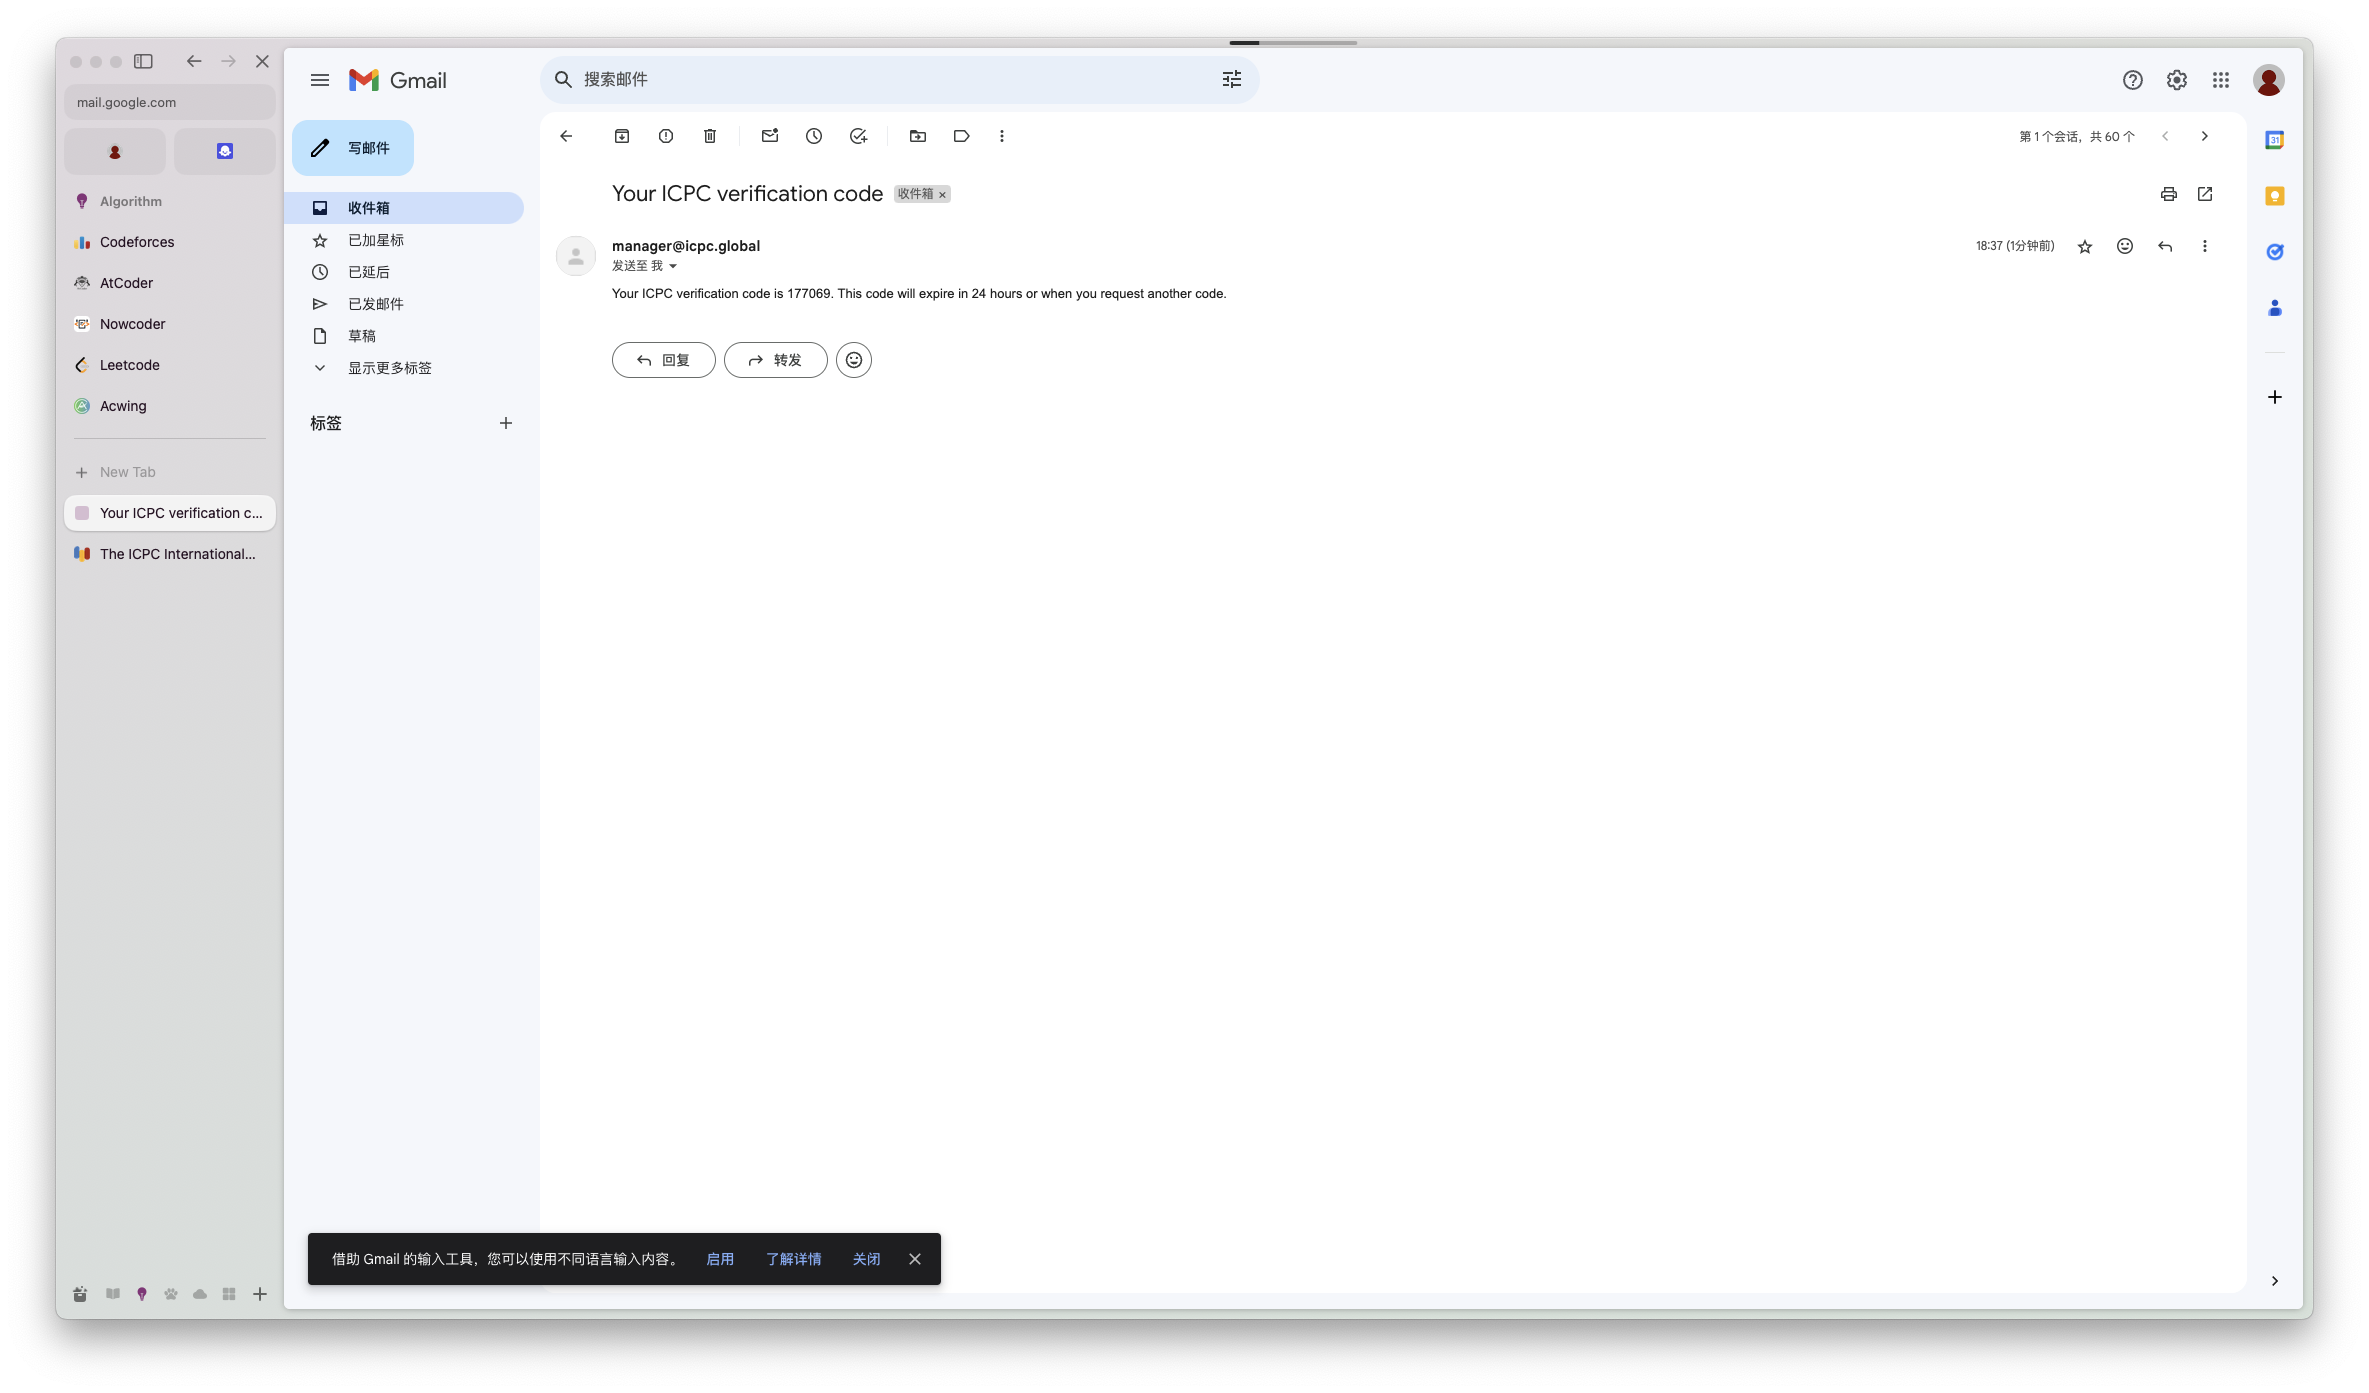 mail.google.com
Algorithm
Codeforces
AtCoder
Nowcoder
Leetcode
Acwing
New Tab
Your ICPC verification c...
The ICPC International...
Gmail
搜索邮件
写邮件
收件箱
已加星标
已延后
已发邮件
草稿
显示更多标签
标签
第 1 个会话，共 60 个
Your ICPC verification code 收件箱 ×
manager@icpc.global
18:37 (1分钟前)
发送至 我
Your ICPC verification code is 177069. This code will expire in 24 hours or when you request another code.
回复 转发
31
借助 Gmail 的输入工具，您可以使用不同语言输入内容。 启用 了解详情 关闭